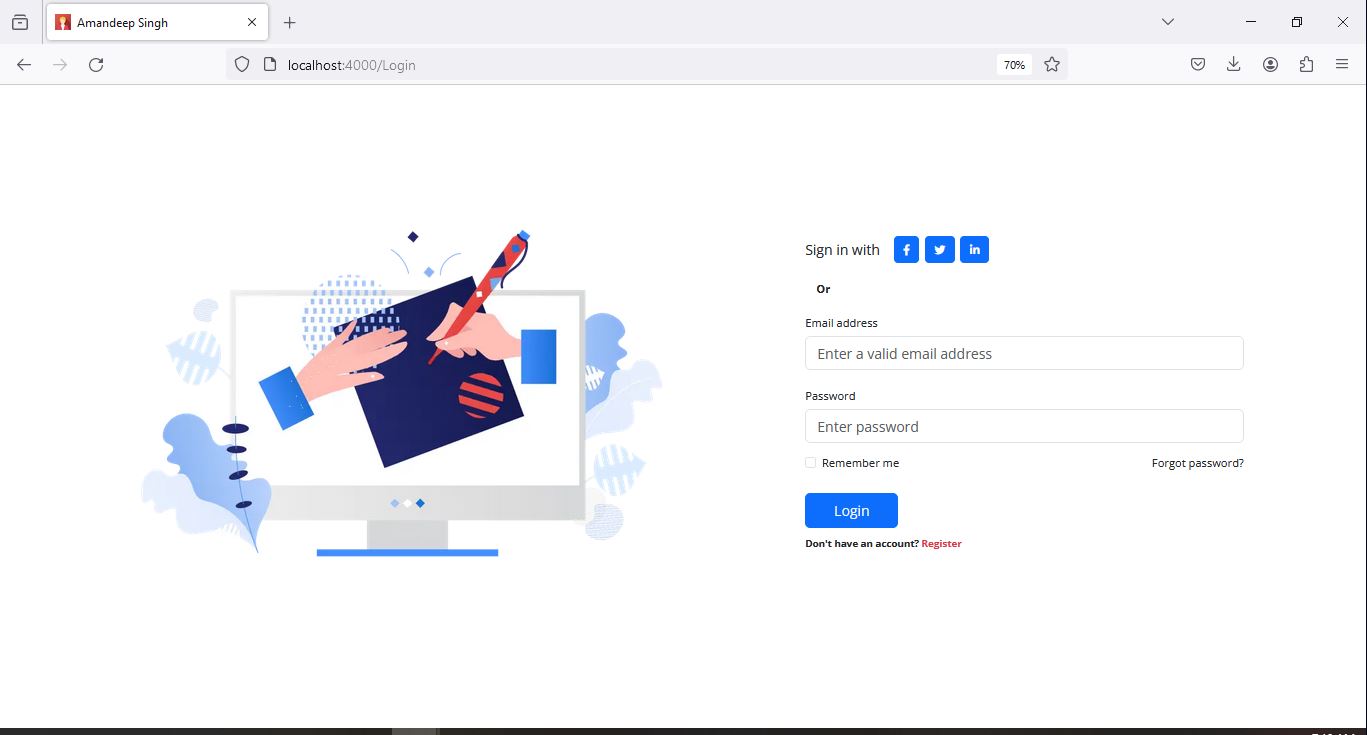 Amandeep Singh
localhost:4000/Login
70%
Sign in with
Or
Email address
Enter a valid email address
Password
Enter password
Remember me Forgot password?
Login
Don't have an account? Register